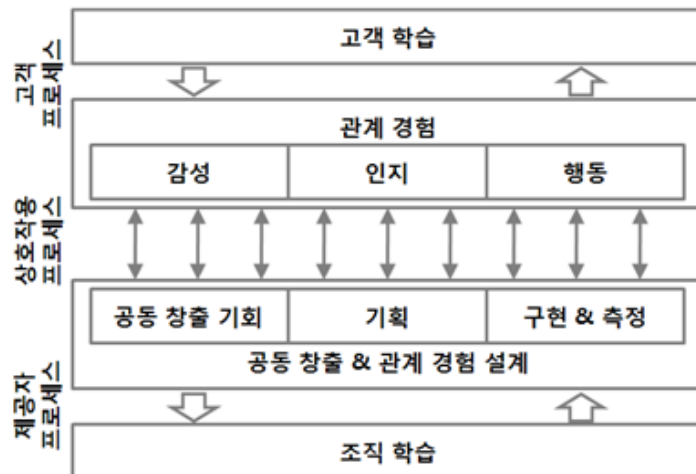 고객 학습
고객
프로세스
관계 경험
감성 인지 행동
상호작용
프로세스
공동 창출 기회 기획 구현 & 측정
공동 창출 & 관계 경험 설계
제공자
프로세스
조직 학습